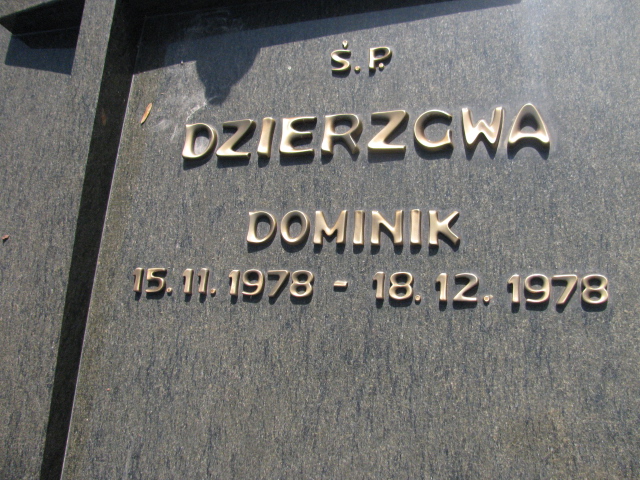 Ś.P.
DZIERZGWA
DOMINIK
15.11.1978 - 18.12.1978